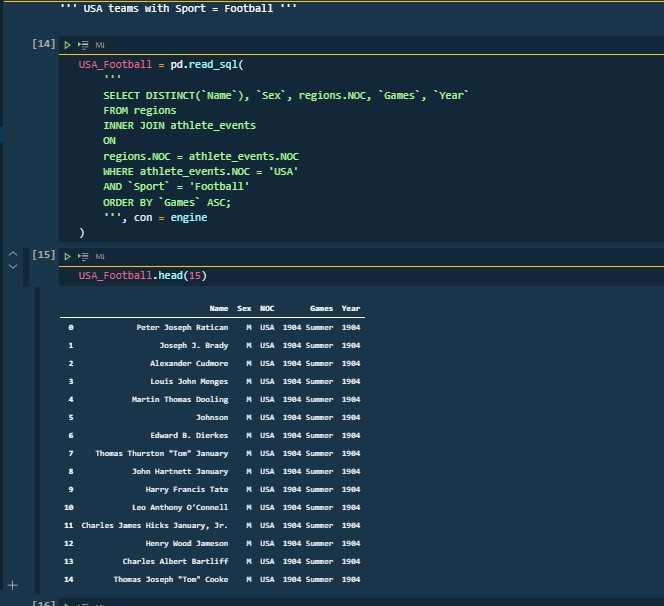 ''' USA teams with Sport = Football '''
[14]
M↓
USA_Football = pd.read_sql(
'''
SELECT DISTINCT(`Name`), `Sex`, regions.NOC, `Games`, `Year`
FROM regions
INNER JOIN athlete_events
ON
regions.NOC = athlete_events.NOC
WHERE athlete_events.NOC = 'USA'
AND `Sport` = 'Football'
ORDER BY `Games` ASC;
''', con = engine
)
[15]
M↓
USA_Football.head(15)
Name Sex NOC Games Year
0 Peter Joseph Ratican M USA 1904 Summer 1904
1 Joseph J. Brady M USA 1904 Summer 1904
2 Alexander Cudmore M USA 1904 Summer 1904
3 Louis John Menges M USA 1904 Summer 1904
4 Martin Thomas Dooling M USA 1904 Summer 1904
5 Johnson M USA 1904 Summer 1904
6 Edward B. Dierkes M USA 1904 Summer 1904
7 Thomas Thurston "Tom" January M USA 1904 Summer 1904
8 John Hartnett January M USA 1904 Summer 1904
9 Harry Francis Tate M USA 1904 Summer 1904
10 Leo Anthony O'Connell M USA 1904 Summer 1904
11 Charles James Hicks January, Jr. M USA 1904 Summer 1904
12 Henry Wood Jameson M USA 1904 Summer 1904
13 Charles Albert Bartliff M USA 1904 Summer 1904
14 Thomas Joseph "Tom" Cooke M USA 1904 Summer 1904
[16]